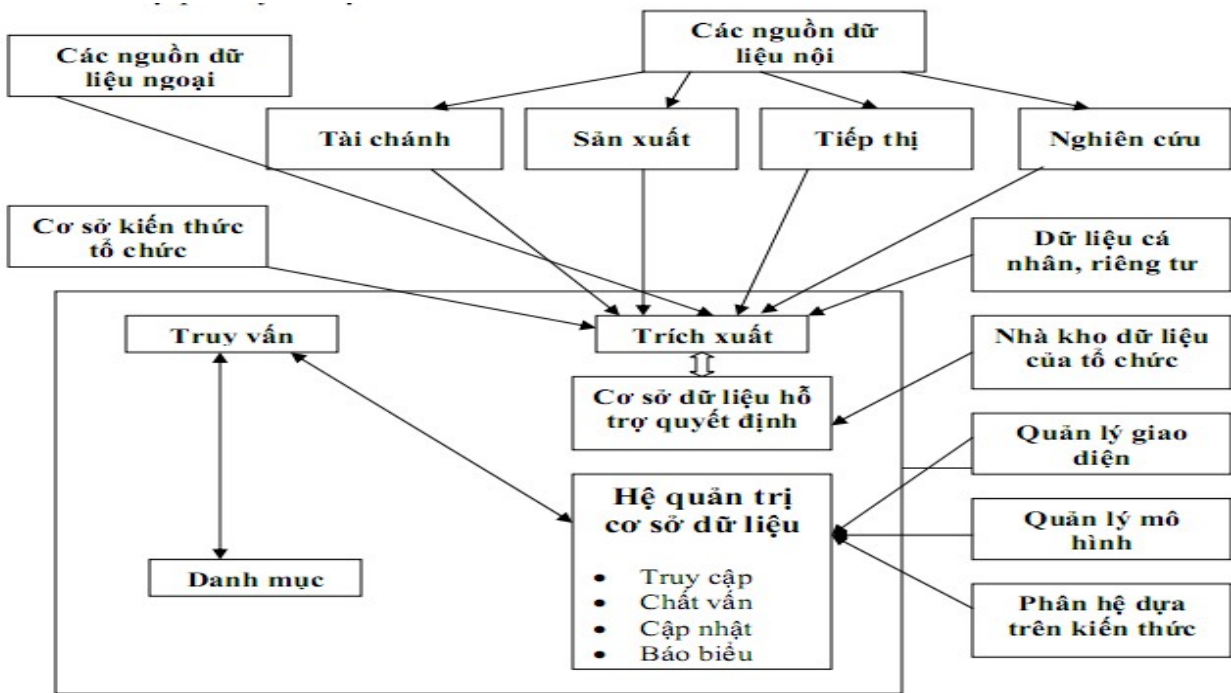 Các nguồn dữ
liệu ngoại
Các nguồn dữ
liệu nội
Tài chánh
Sản xuất
Tiếp thị
Nghiên cứu
Cơ sở kiến thức
tổ chức
Dữ liệu cá
nhân, riêng tư
Truy vấn
Trích xuất
Nhà kho dữ liệu
của tổ chức
Cơ sở dữ liệu hỗ
trợ quyết định
Quản lý giao
diện
Hệ quản trị
cơ sở dữ liệu
Quản lý mô
hình
Danh mục
• Truy cập
• Chất vấn
• Cập nhật
• Báo biểu
Phân hệ dựa
trên kiến thức